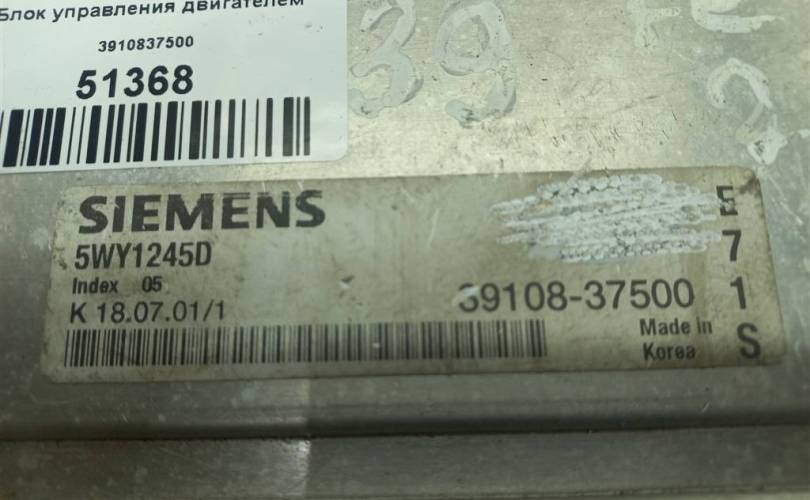 Блок управления двигателем
3910837500
51368
39
SIEMENS
5WY1245D
Index 05
K 18.07.01/1
39108-37500
Made in
Korea
E
7
1
S